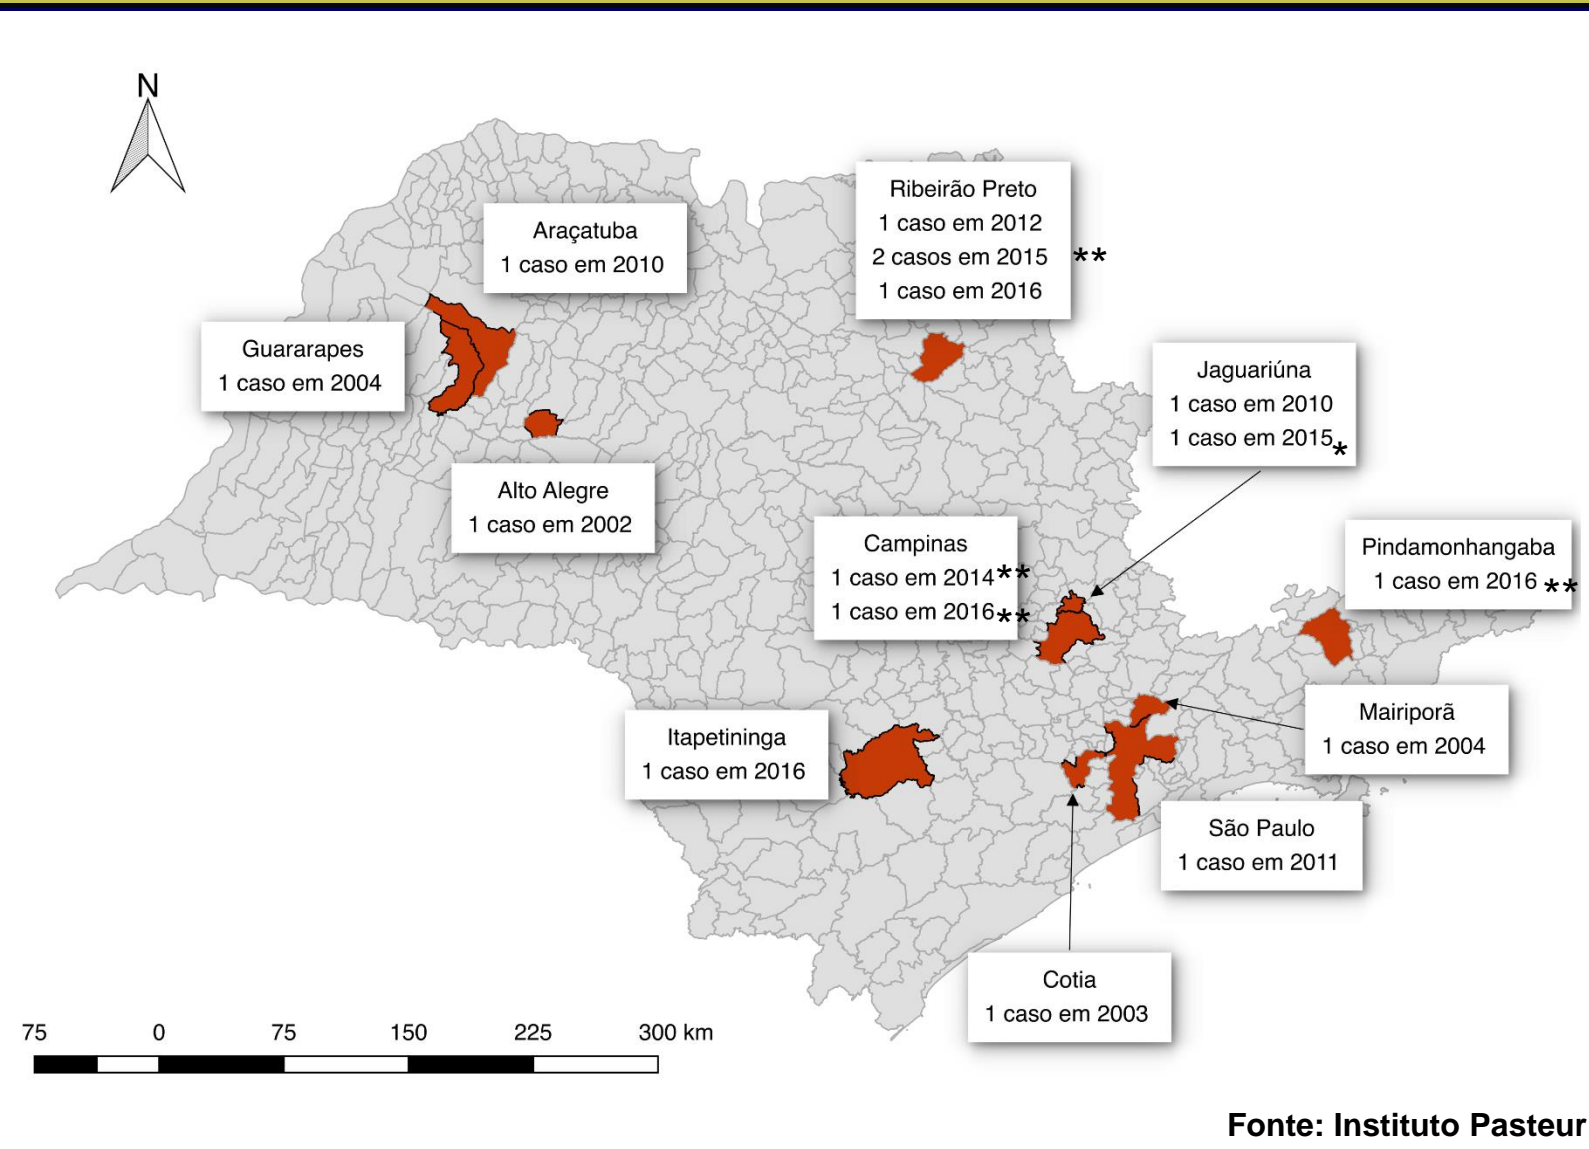 N
Ribeirão Preto
1 caso em 2012
2 casos em 2015 **
1 caso em 2016
Araçatuba
1 caso em 2010
Guararapes
1 caso em 2004
Jaguariúna
1 caso em 2010
1 caso em 2015*
Alto Alegre
1 caso em 2002
Campinas
1 caso em 2014**
1 caso em 2016**
Pindamonhangaba
1 caso em 2016 **
Itapetininga
1 caso em 2016
Mairiporã
1 caso em 2004
São Paulo
1 caso em 2011
Cotia
1 caso em 2003
75 0 75 150 225 300 km
Fonte: Instituto Pasteur